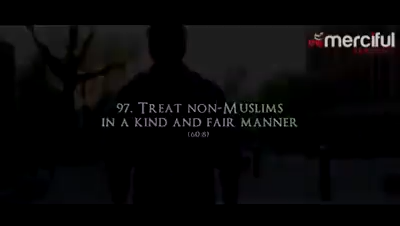 merciful
97. TREAT NON-MUSLIMS
IN A KIND AND FAIR MANNER
(60:8)